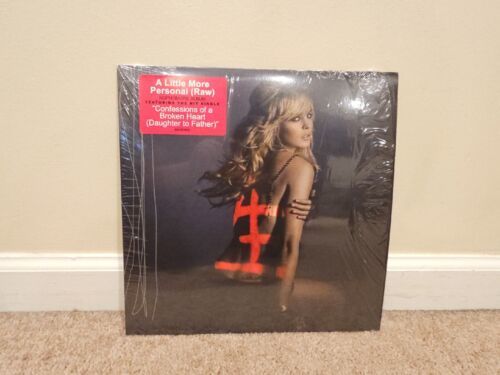 A Little More
Personal (Raw)
FEATURING THE HIT SINGLE
"Confessions of a
Broken Heart
(Daughter to Father)"